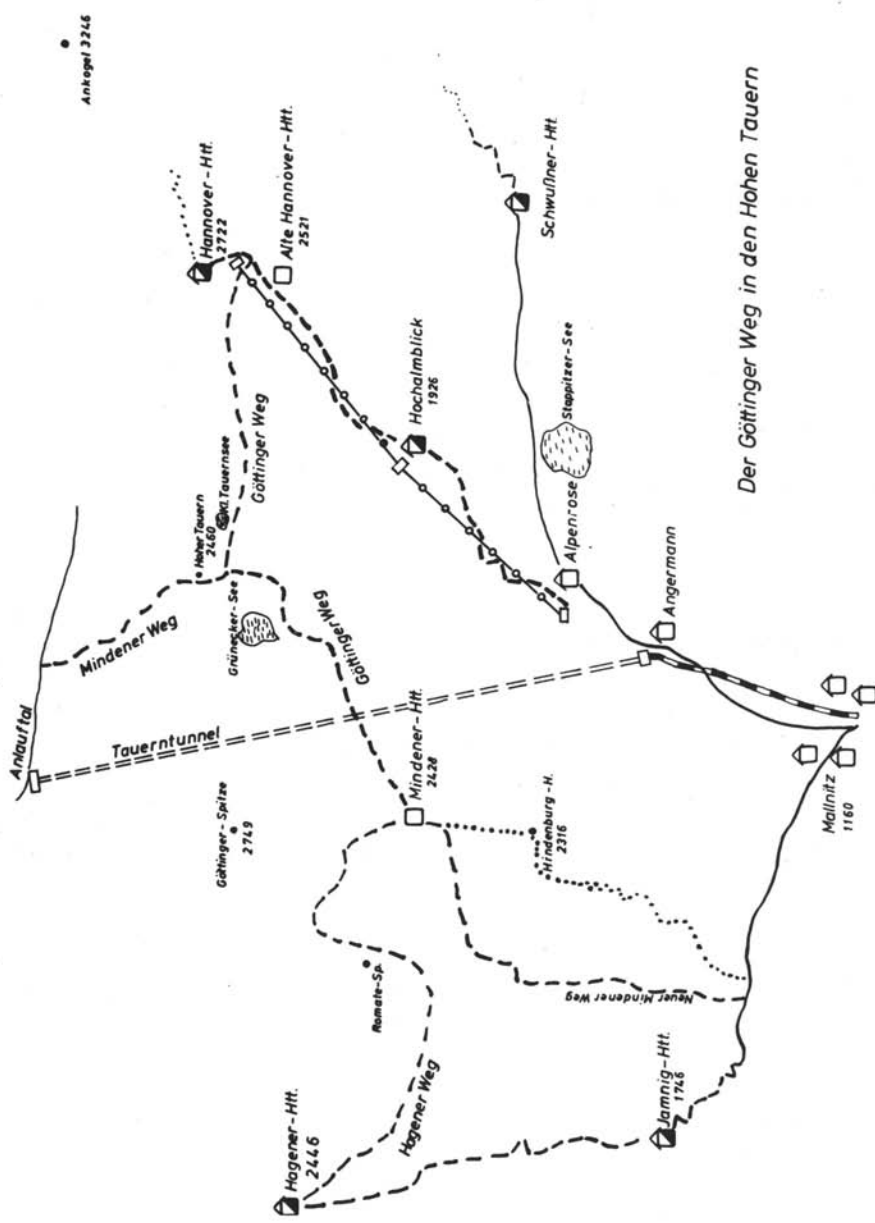 Anlauftal
Ankogel 3246
Mindener Weg
Tauerntunnel
Hoher Tauern
2460
Kl.Tauernsee
Hannover-Htt.
2722
Göttinger-Spitze
2749
Grünecker-See
Göttinger Weg
Alte Hannover-Htt.
2521
Hagener-Htt.
2446
Göttinger Weg
Romate-Sp.
Hagener Weg
Mindener-Htt.
2428
Hochalmblick
1926
Hindenburg-H.
2316
Schwußner-Htt.
Stappitzer-See
Alpenrose
Neuer Mindener Weg
Angermann
Jamnig-Htt.
1746
Mallnitz
1160
Der Göttinger Weg in den Hohen Tauern